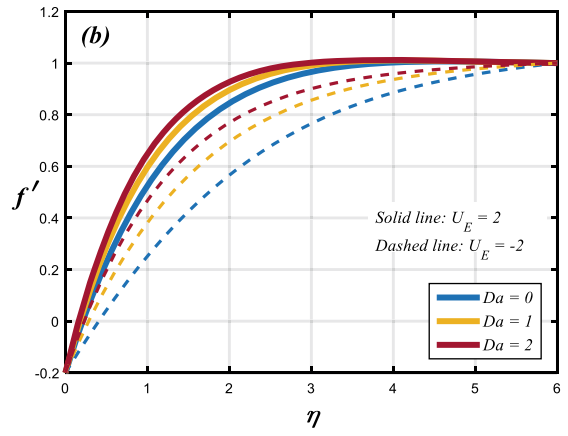 (b)
1.2
1
0.8
0.6
0.4
0.2
0
-0.2
f′
Solid line: U_E = 2
Dashed line: U_E = -2
Da = 0
Da = 1
Da = 2
0 1 2 3 4 5 6
η